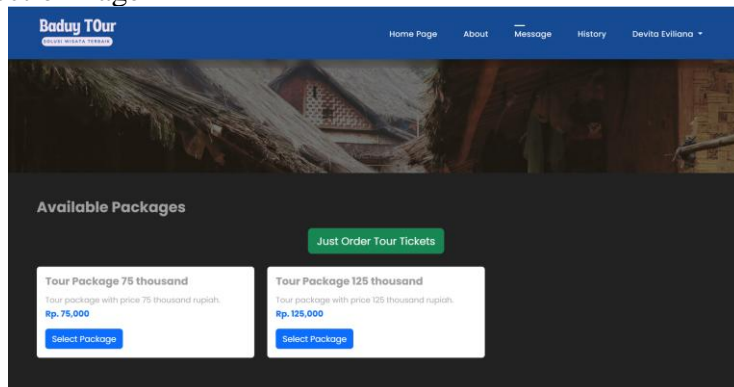 Baduy TOur
SOLUSI WISATA TERBAIK
Home Page About Message History Devita Eviliana
Available Packages
Just Order Tour Tickets
Tour Package 75 thousand
Tour package with price 75 thousand rupiah.
Rp. 75,000
Select Package
Tour Package 125 thousand
Tour package with price 125 thousand rupiah.
Rp. 125,000
Select Package